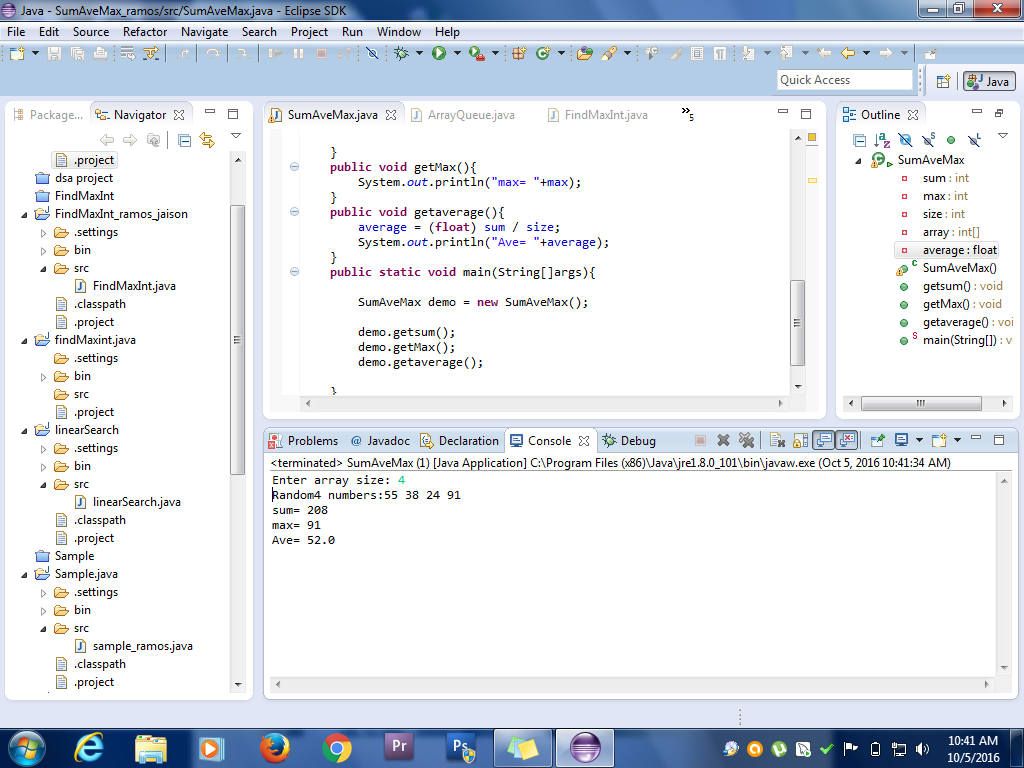 Java - SumAveMax_ramos/src/SumAveMax.java - Eclipse SDK
File Edit Source Refactor Navigate Search Project Run Window Help
Quick Access
Java
Package...
Navigator
.project
dsa project
FindMaxInt
FindMaxInt_ramos_jaison
.settings
bin
src
FindMaxInt.java
.classpath
.project
findMaxint.java
.settings
bin
src
.project
linearSearch
.settings
bin
src
linearSearch.java
.classpath
.project
Sample
Sample.java
.settings
bin
src
sample_ramos.java
.classpath
.project
SumAveMax.java ArrayQueue.java FindMaxInt.java »5
}
public void getMax(){
System.out.println("max= "+max);
}
public void getaverage(){
average = (float) sum / size;
System.out.println("Ave= "+average);
}
public static void main(String[]args){
SumAveMax demo = new SumAveMax();
demo.getsum();
demo.getMax();
demo.getaverage();
}
Outline
SumAveMax
sum : int
max : int
size : int
array : int[]
average : float
SumAveMax()
getsum() : void
getMax() : void
getaverage() : voi
main(String[]) : v
Problems @ Javadoc Declaration Console Debug
<terminated> SumAveMax (1) [Java Application] C:\Program Files (x86)\Java\jre1.8.0_101\bin\javaw.exe (Oct 5, 2016 10:41:34 AM)
Enter array size: 4
Random4 numbers:55 38 24 91
sum= 208
max= 91
Ave= 52.0
Pr
Ps
10:41 AM
10/5/2016